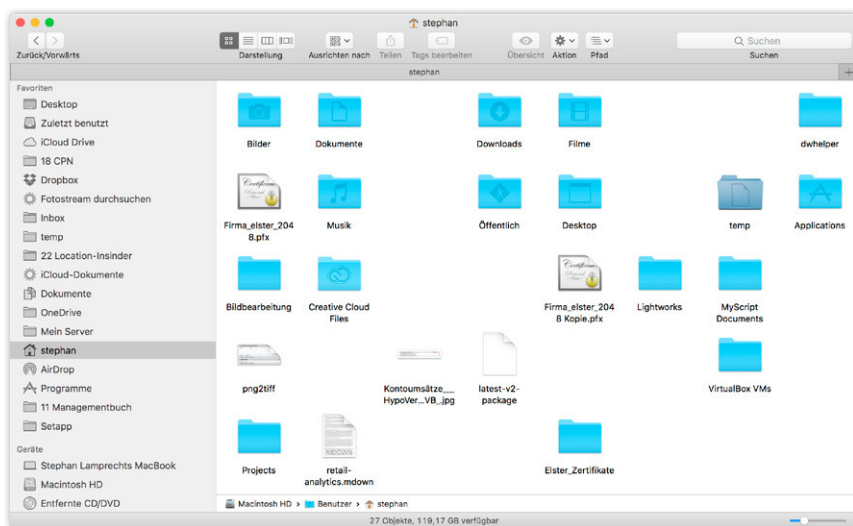 stephan
Zurück/Vorwärts
Darstellung
Ausrichten nach
Teilen
Tags bearbeiten
Übersicht
Aktion
Pfad
Suchen
Suchen
stephan
Favoriten
Desktop
Zuletzt benutzt
iCloud Drive
18 CPN
Dropbox
Fotostream durchsuchen
Inbox
temp
22 Location-Insinder
iCloud-Dokumente
Dokumente
OneDrive
Mein Server
stephan
AirDrop
Programme
11 Managementbuch
Setapp
Geräte
Stephan Lamprechts MacBook
Macintosh HD
Entfernte CD/DVD
Bilder
Dokumente
Downloads
Filme
dwhelper
Firma_elster_204
8.pfx
Musik
Öffentlich
Desktop
temp
Applications
Bildbearbeitung
Creative Cloud
Files
Firma_elster_204
8 Kopie.pfx
Lightworks
MyScript
Documents
png2tiff
Kontoumsätze__
HypoVer...VB_.jpg
latest-v2-
package
VirtualBox VMs
MDOWN
Projects
retail-
analytics.mdown
Elster_Zertifikate
Macintosh HD > Benutzer > stephan
27 Objekte, 119,17 GB verfügbar